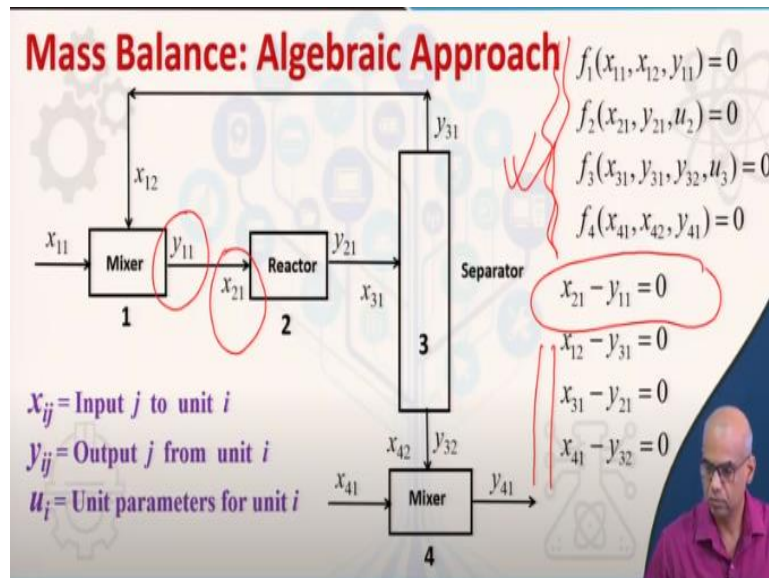 Mass Balance: Algebraic Approach
f₁(x₁₁,x₁₂,y₁₁)=0
f₂(x₂₁,y₂₁,u₂)=0
f₃(x₃₁,y₃₁,y₃₂,u₃)=0
f₄(x₄₁,x₄₂,y₄₁)=0
x₂₁−y₁₁=0
x₁₂−y₃₁=0
x₃₁−y₂₁=0
x₄₁−y₃₂=0
y₃₁
x₁₂
x₁₁
Mixer
y₁₁
x₂₁
Reactor
y₂₁
x₃₁
Separator
1
2
3
x₄₂
y₃₂
x₄₁
Mixer
y₄₁
4
xᵢⱼ= Input j to unit i
yᵢⱼ= Output j from unit i
uᵢ= Unit parameters for unit i